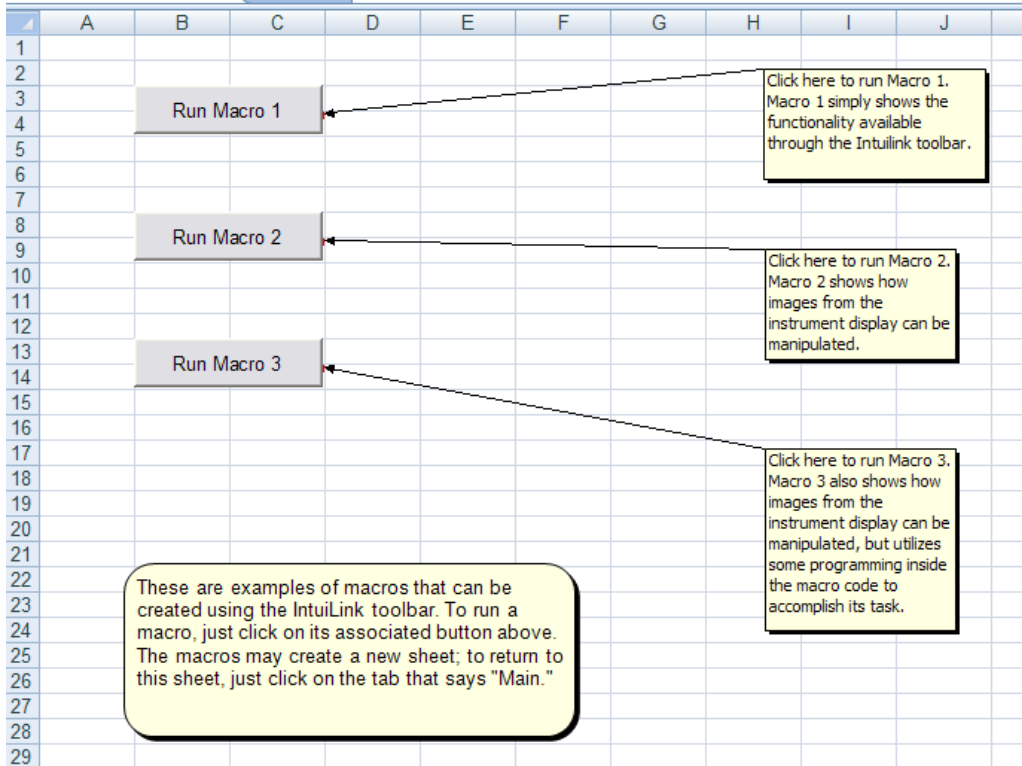 A B C D E F G H I J
1
2
3
4
5
6
7
8
9
10
11
12
13
14
15
16
17
18
19
20
21
22
23
24
25
26
27
28
29
Run Macro 1
Click here to run Macro 1.
Macro 1 simply shows the
functionality available
through the Intuilink toolbar.
Run Macro 2
Click here to run Macro 2.
Macro 2 shows how
images from the
instrument display can be
manipulated.
Run Macro 3
Click here to run Macro 3.
Macro 3 also shows how
images from the
instrument display can be
manipulated, but utilizes
some programming inside
the macro code to
accomplish its task.
These are examples of macros that can be
created using the IntuiLink toolbar. To run a
macro, just click on its associated button above.
The macros may create a new sheet; to return to
this sheet, just click on the tab that says "Main."